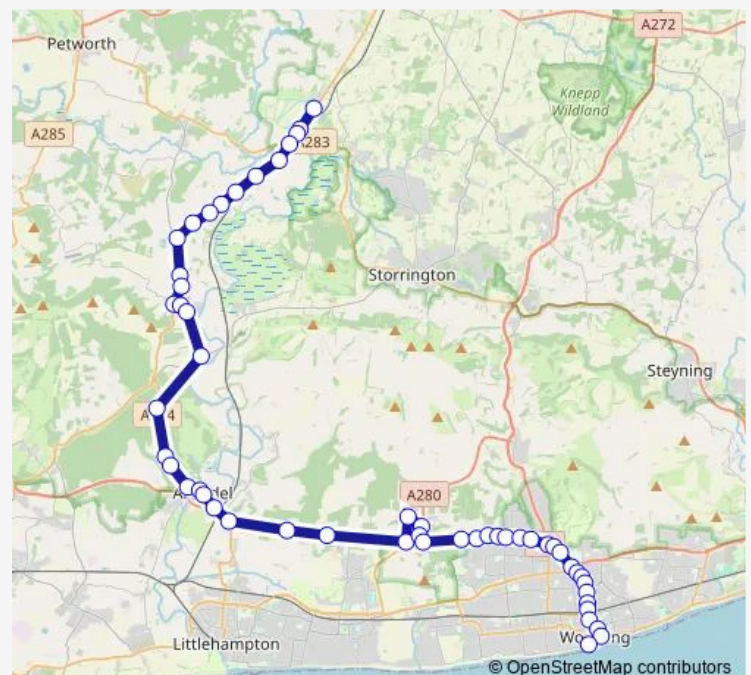 A272
Petworth
Knepp
Wildland
A285
A283
Storrington
Steyning
A280
Littlehampton
© OpenStreetMap contributors